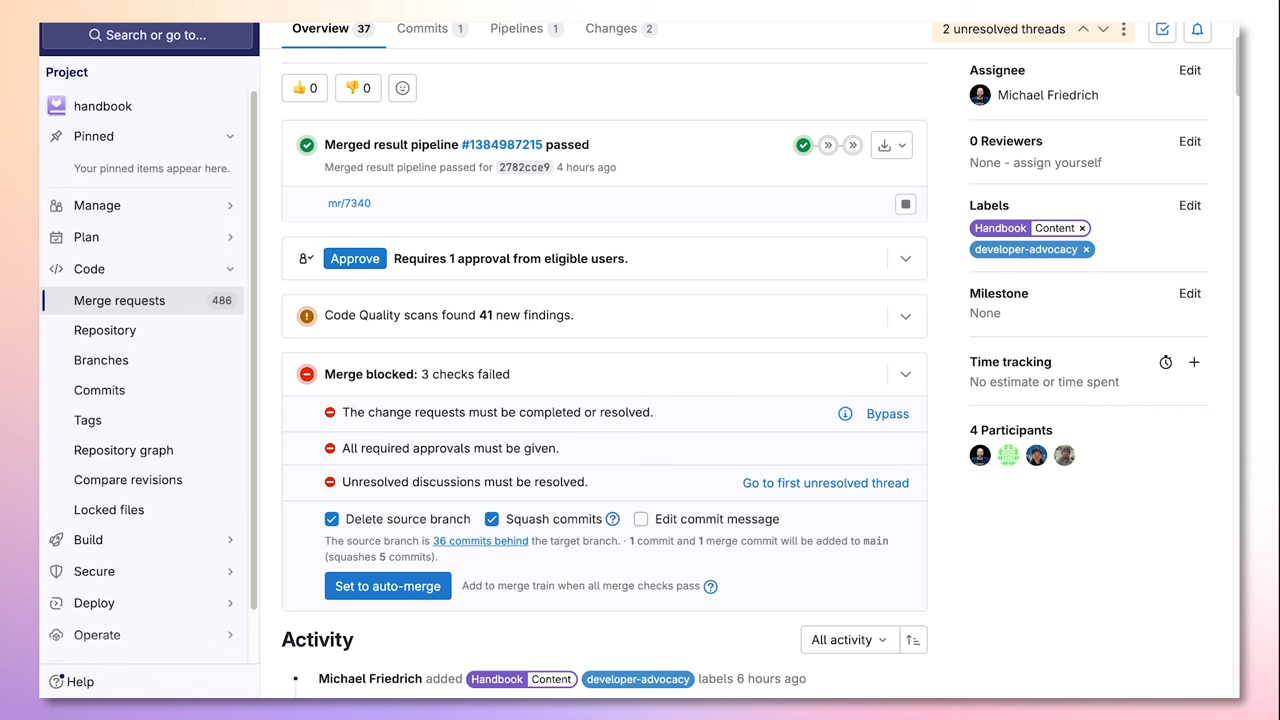 Search or go to...
Project
handbook
Pinned
Your pinned items appear here.
Manage
Plan
Code
Merge requests 486
Repository
Branches
Commits
Tags
Repository graph
Compare revisions
Locked files
Build
Secure
Deploy
Operate
Help
Overview 37 Commits 1 Pipelines 1 Changes 2
2 unresolved threads
👍 0 👎 0
Merged result pipeline #1384987215 passed
Merged result pipeline passed for 2782cce9 4 hours ago
mr/7340
Approve Requires 1 approval from eligible users.
Code Quality scans found 41 new findings.
Merge blocked: 3 checks failed
The change requests must be completed or resolved. Bypass
All required approvals must be given.
Unresolved discussions must be resolved. Go to first unresolved thread
Delete source branch Squash commits Edit commit message
The source branch is 36 commits behind the target branch. · 1 commit and 1 merge commit will be added to main
(squashes 5 commits).
Set to auto-merge Add to merge train when all merge checks pass
Activity
All activity
Michael Friedrich added Handbook Content developer-advocacy labels 6 hours ago
Assignee Edit
Michael Friedrich
0 Reviewers Edit
None - assign yourself
Labels Edit
Handbook Content ×
developer-advocacy ×
Milestone Edit
None
Time tracking
No estimate or time spent
4 Participants